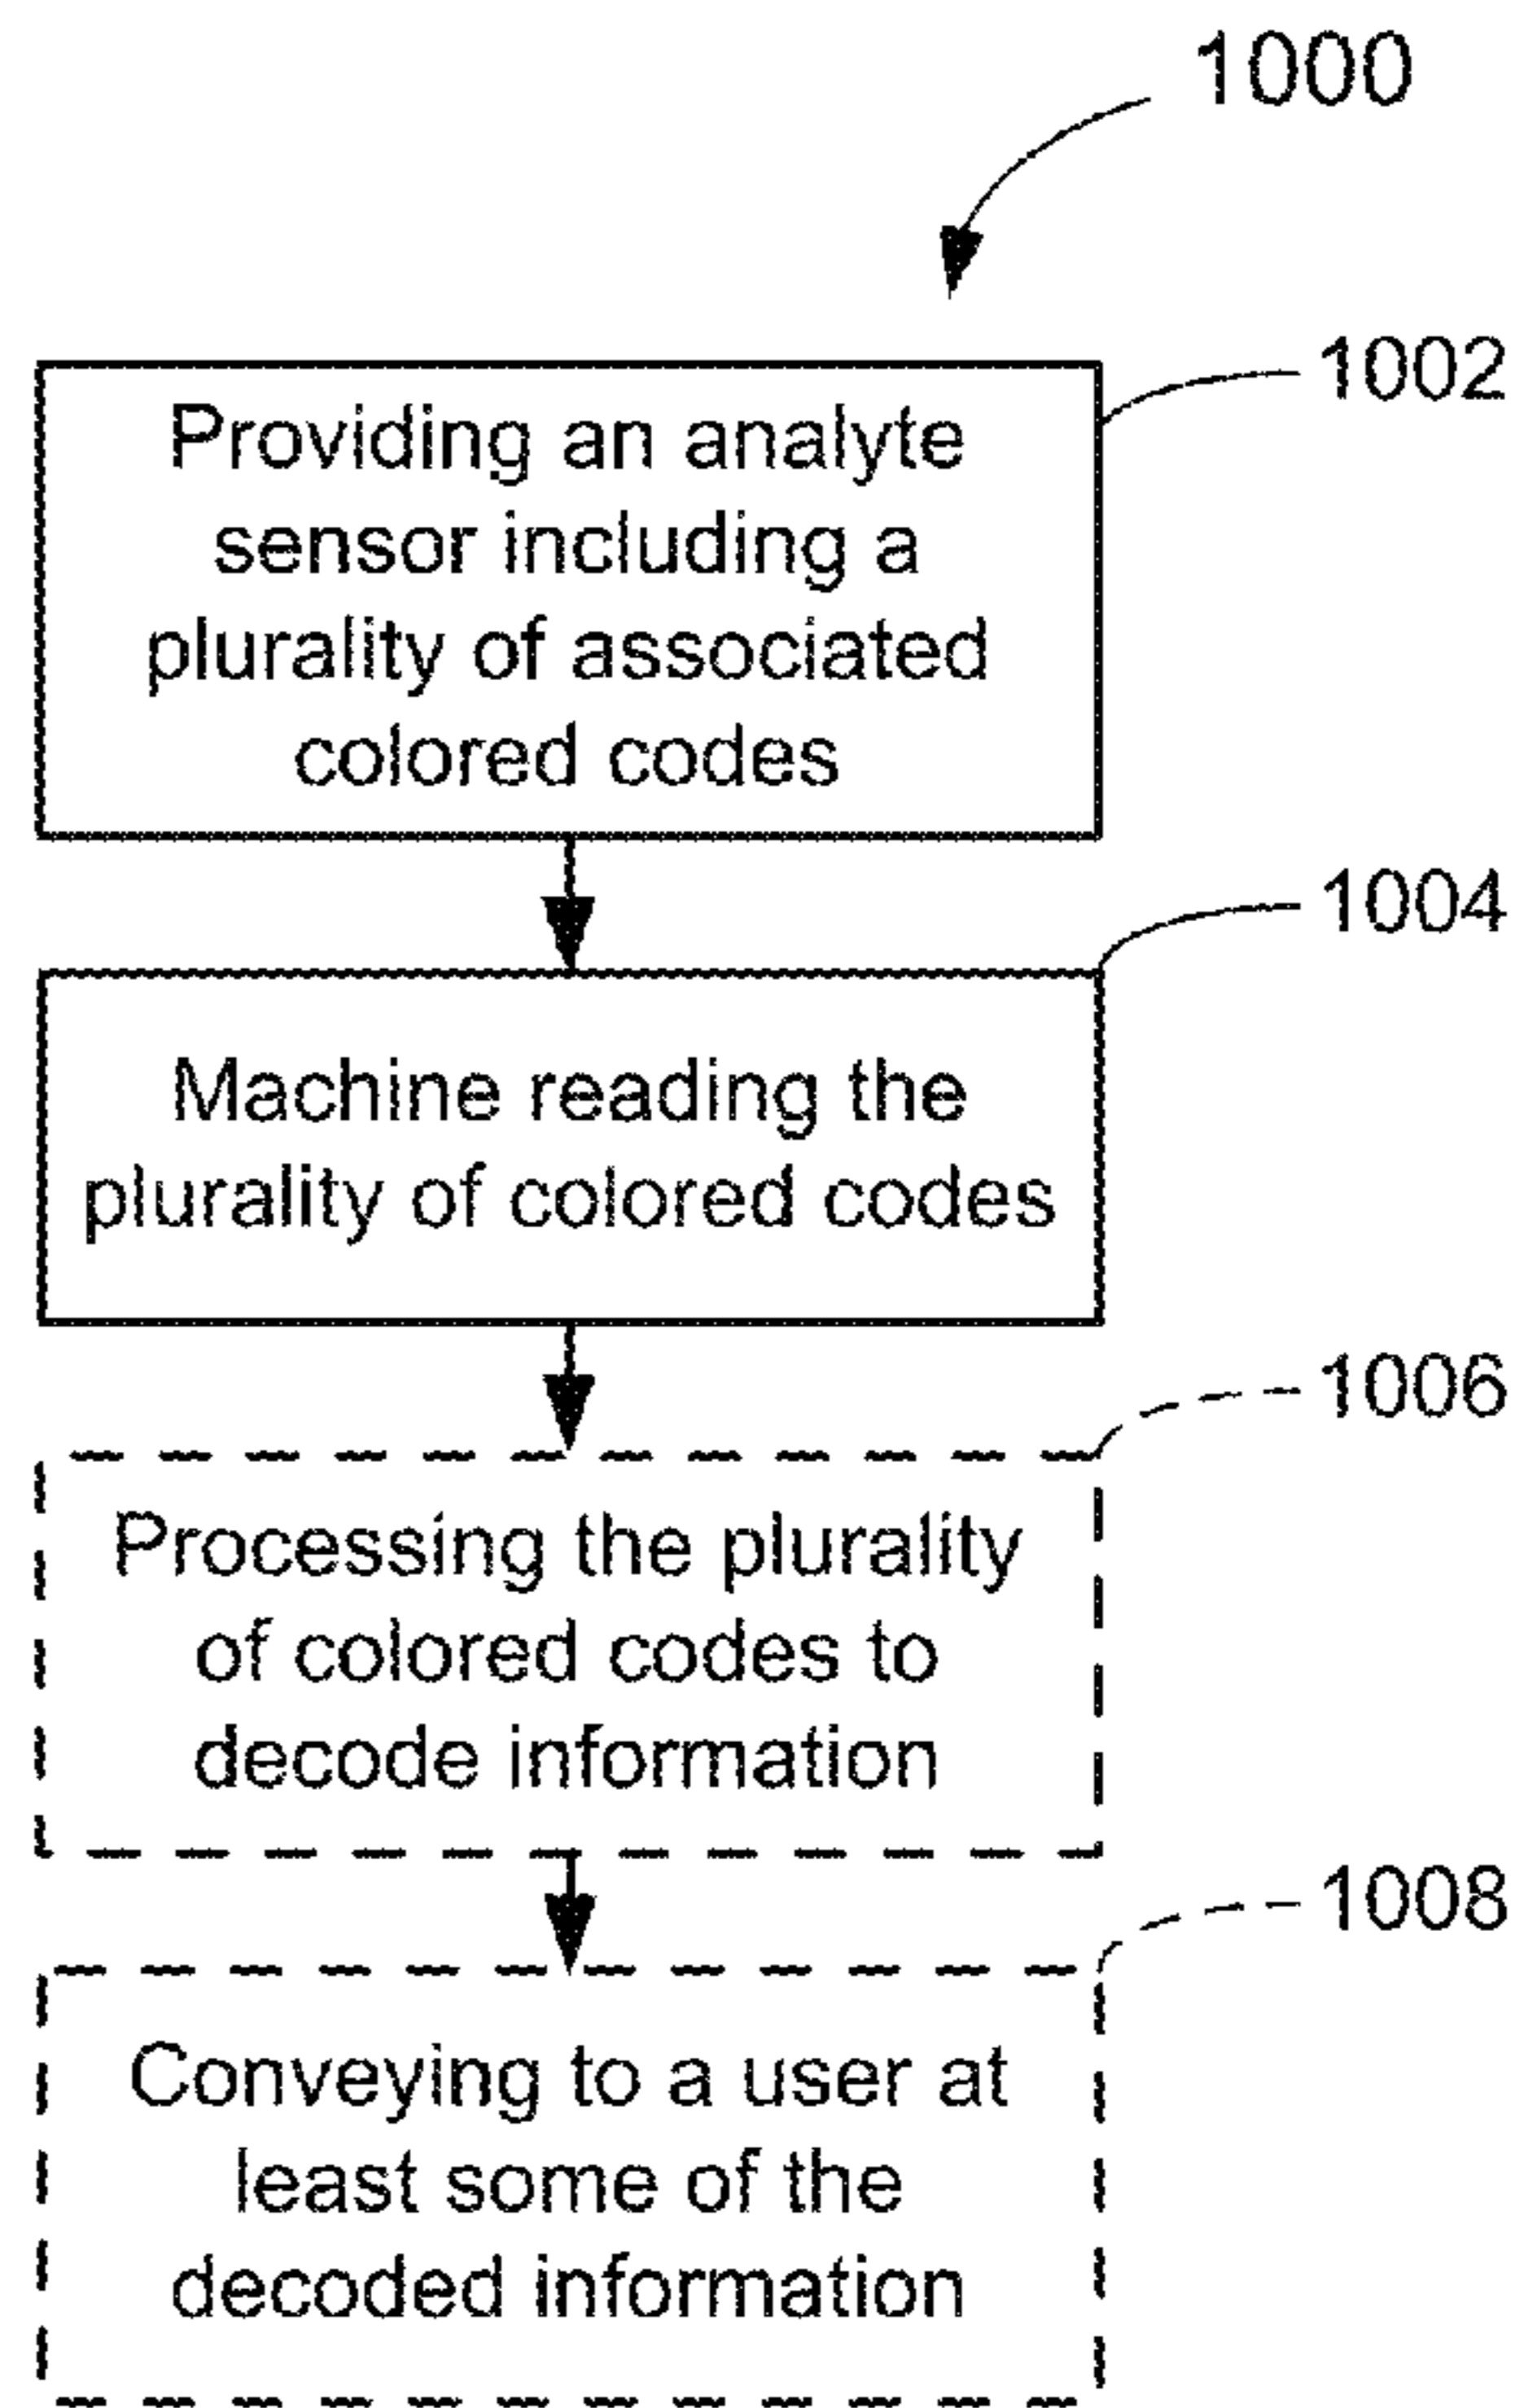 1000
1002
Providing an analyte
sensor including a
plurality of associated
colored codes
1004
Machine reading the
plurality of colored codes
1006
Processing the plurality
of colored codes to
decode information
1008
Conveying to a user at
least some of the
decoded information